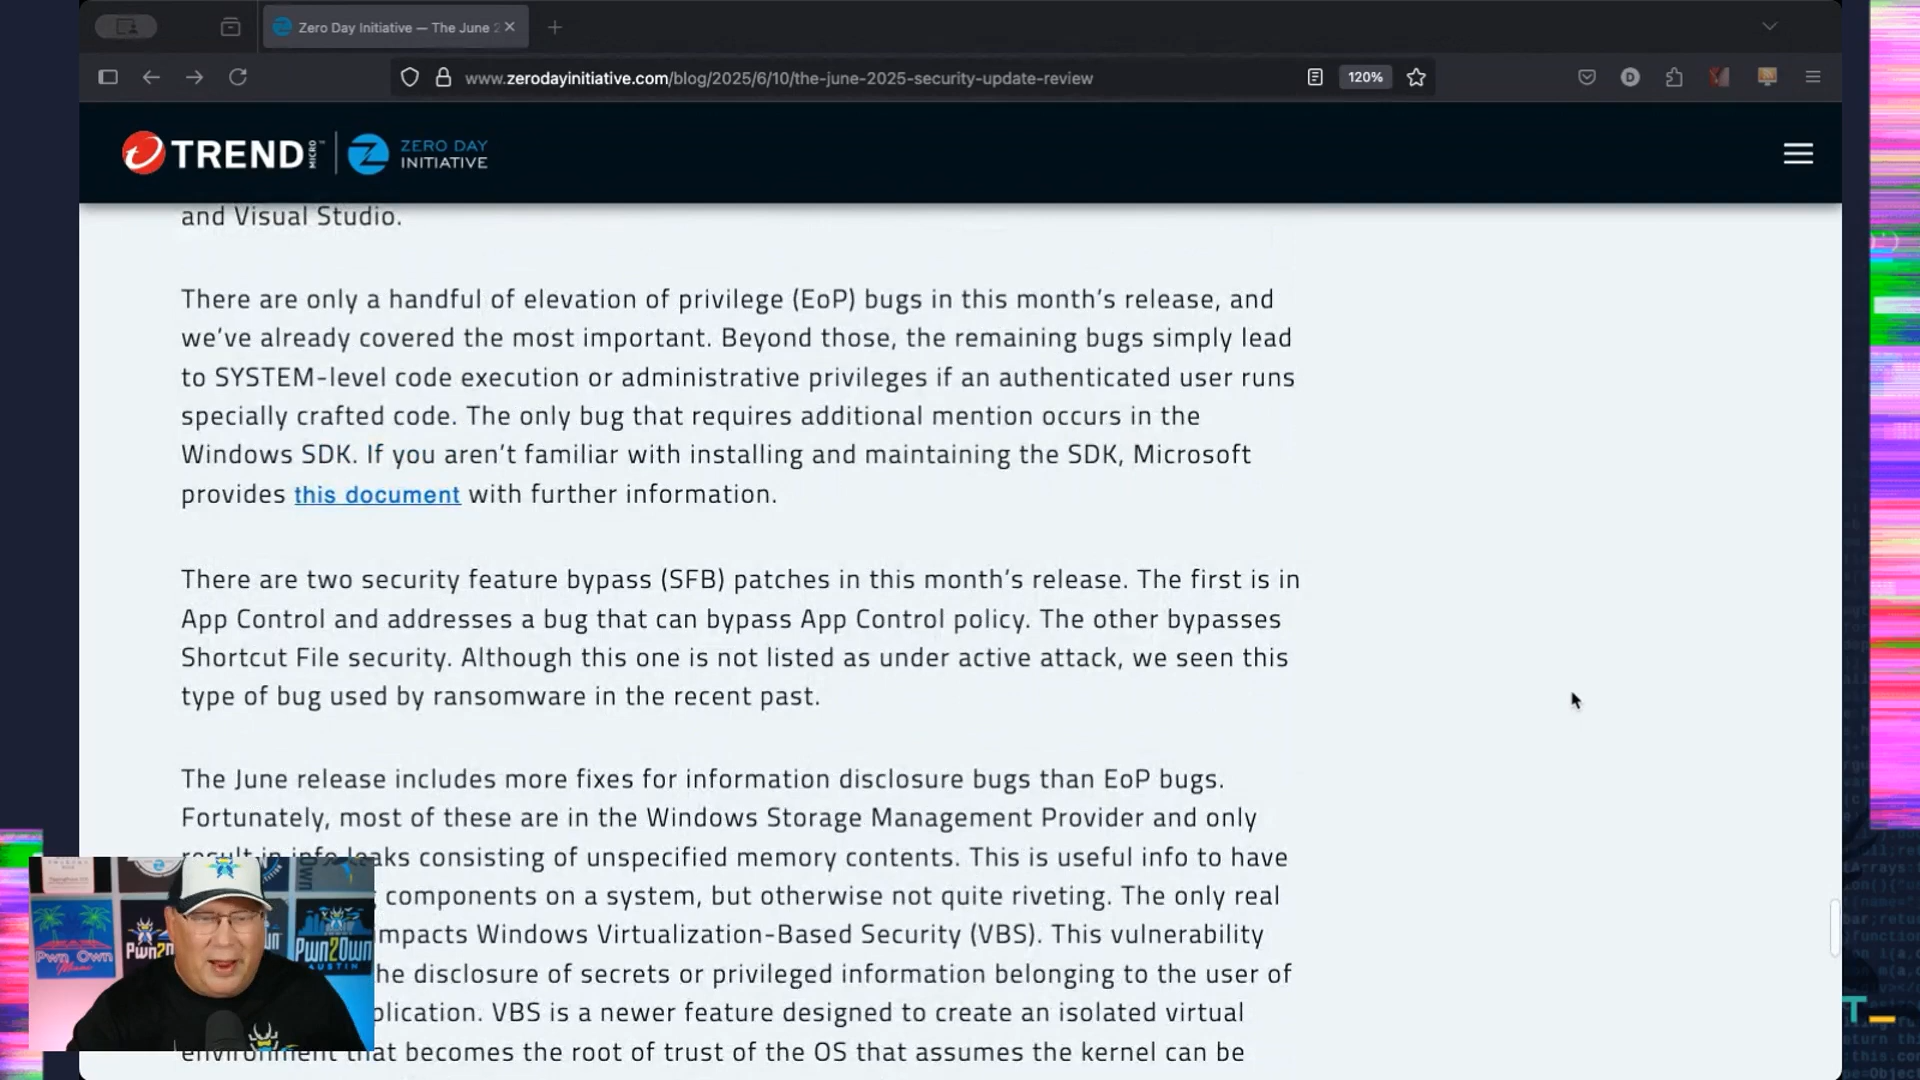 Zero Day Initiative — The June 2
www.zerodayinitiative.com/blog/2025/6/10/the-june-2025-security-update-review
120%
D
TREND MICRO
ZERO DAY
INITIATIVE
and Visual Studio.
There are only a handful of elevation of privilege (EoP) bugs in this month's release, and
we've already covered the most important. Beyond those, the remaining bugs simply lead
to SYSTEM-level code execution or administrative privileges if an authenticated user runs
specially crafted code. The only bug that requires additional mention occurs in the
Windows SDK. If you aren't familiar with installing and maintaining the SDK, Microsoft
provides this document with further information.
There are two security feature bypass (SFB) patches in this month's release. The first is in
App Control and addresses a bug that can bypass App Control policy. The other bypasses
Shortcut File security. Although this one is not listed as under active attack, we seen this
type of bug used by ransomware in the recent past.
The June release includes more fixes for information disclosure bugs than EoP bugs.
Fortunately, most of these are in the Windows Storage Management Provider and only
result in info leaks consisting of unspecified memory contents. This is useful info to have
components on a system, but otherwise not quite riveting. The only real
impacts Windows Virtualization-Based Security (VBS). This vulnerability
he disclosure of secrets or privileged information belonging to the user of
plication. VBS is a newer feature designed to create an isolated virtual
environment that becomes the root of trust of the OS that assumes the kernel can be
Pwn Own
Miami
Pwn2Own
AUSTIN